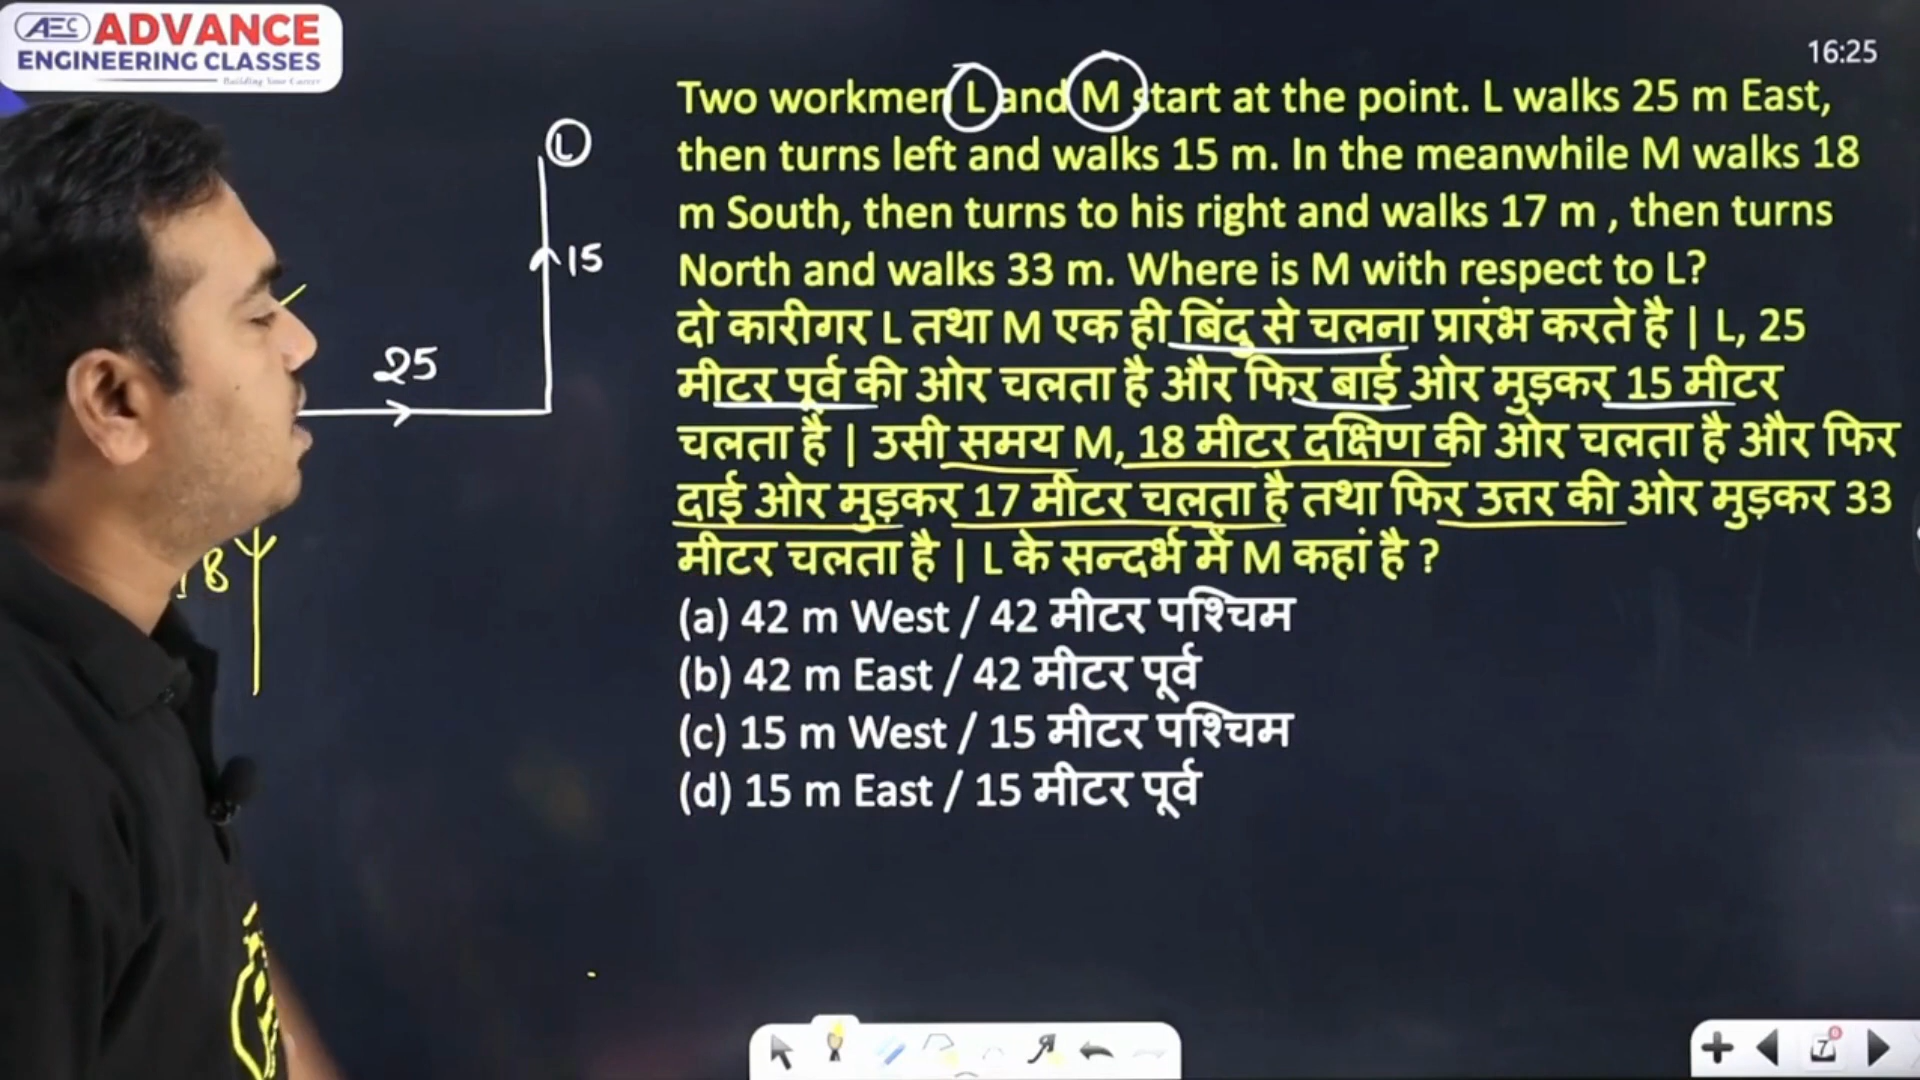 AEC ADVANCE
ENGINEERING CLASSES
Building Your Career
16:25
Two workmen L and M start at the point. L walks 25 m East,
then turns left and walks 15 m. In the meanwhile M walks 18
m South, then turns to his right and walks 17 m , then turns
North and walks 33 m. Where is M with respect to L?
दो कारीगर L तथा M एक ही बिंदु से चलना प्रारंभ करते है | L, 25
मीटर पूर्व की ओर चलता है और फिर बाई ओर मुड़कर 15 मीटर
चलता है | उसी समय M, 18 मीटर दक्षिण की ओर चलता है और फिर
दाई ओर मुड़कर 17 मीटर चलता है तथा फिर उत्तर की ओर मुड़कर 33
मीटर चलता है | L के सन्दर्भ में M कहां है ?
(a) 42 m West / 42 मीटर पश्चिम
(b) 42 m East / 42 मीटर पूर्व
(c) 15 m West / 15 मीटर पश्चिम
(d) 15 m East / 15 मीटर पूर्व
L
15
25
18
7